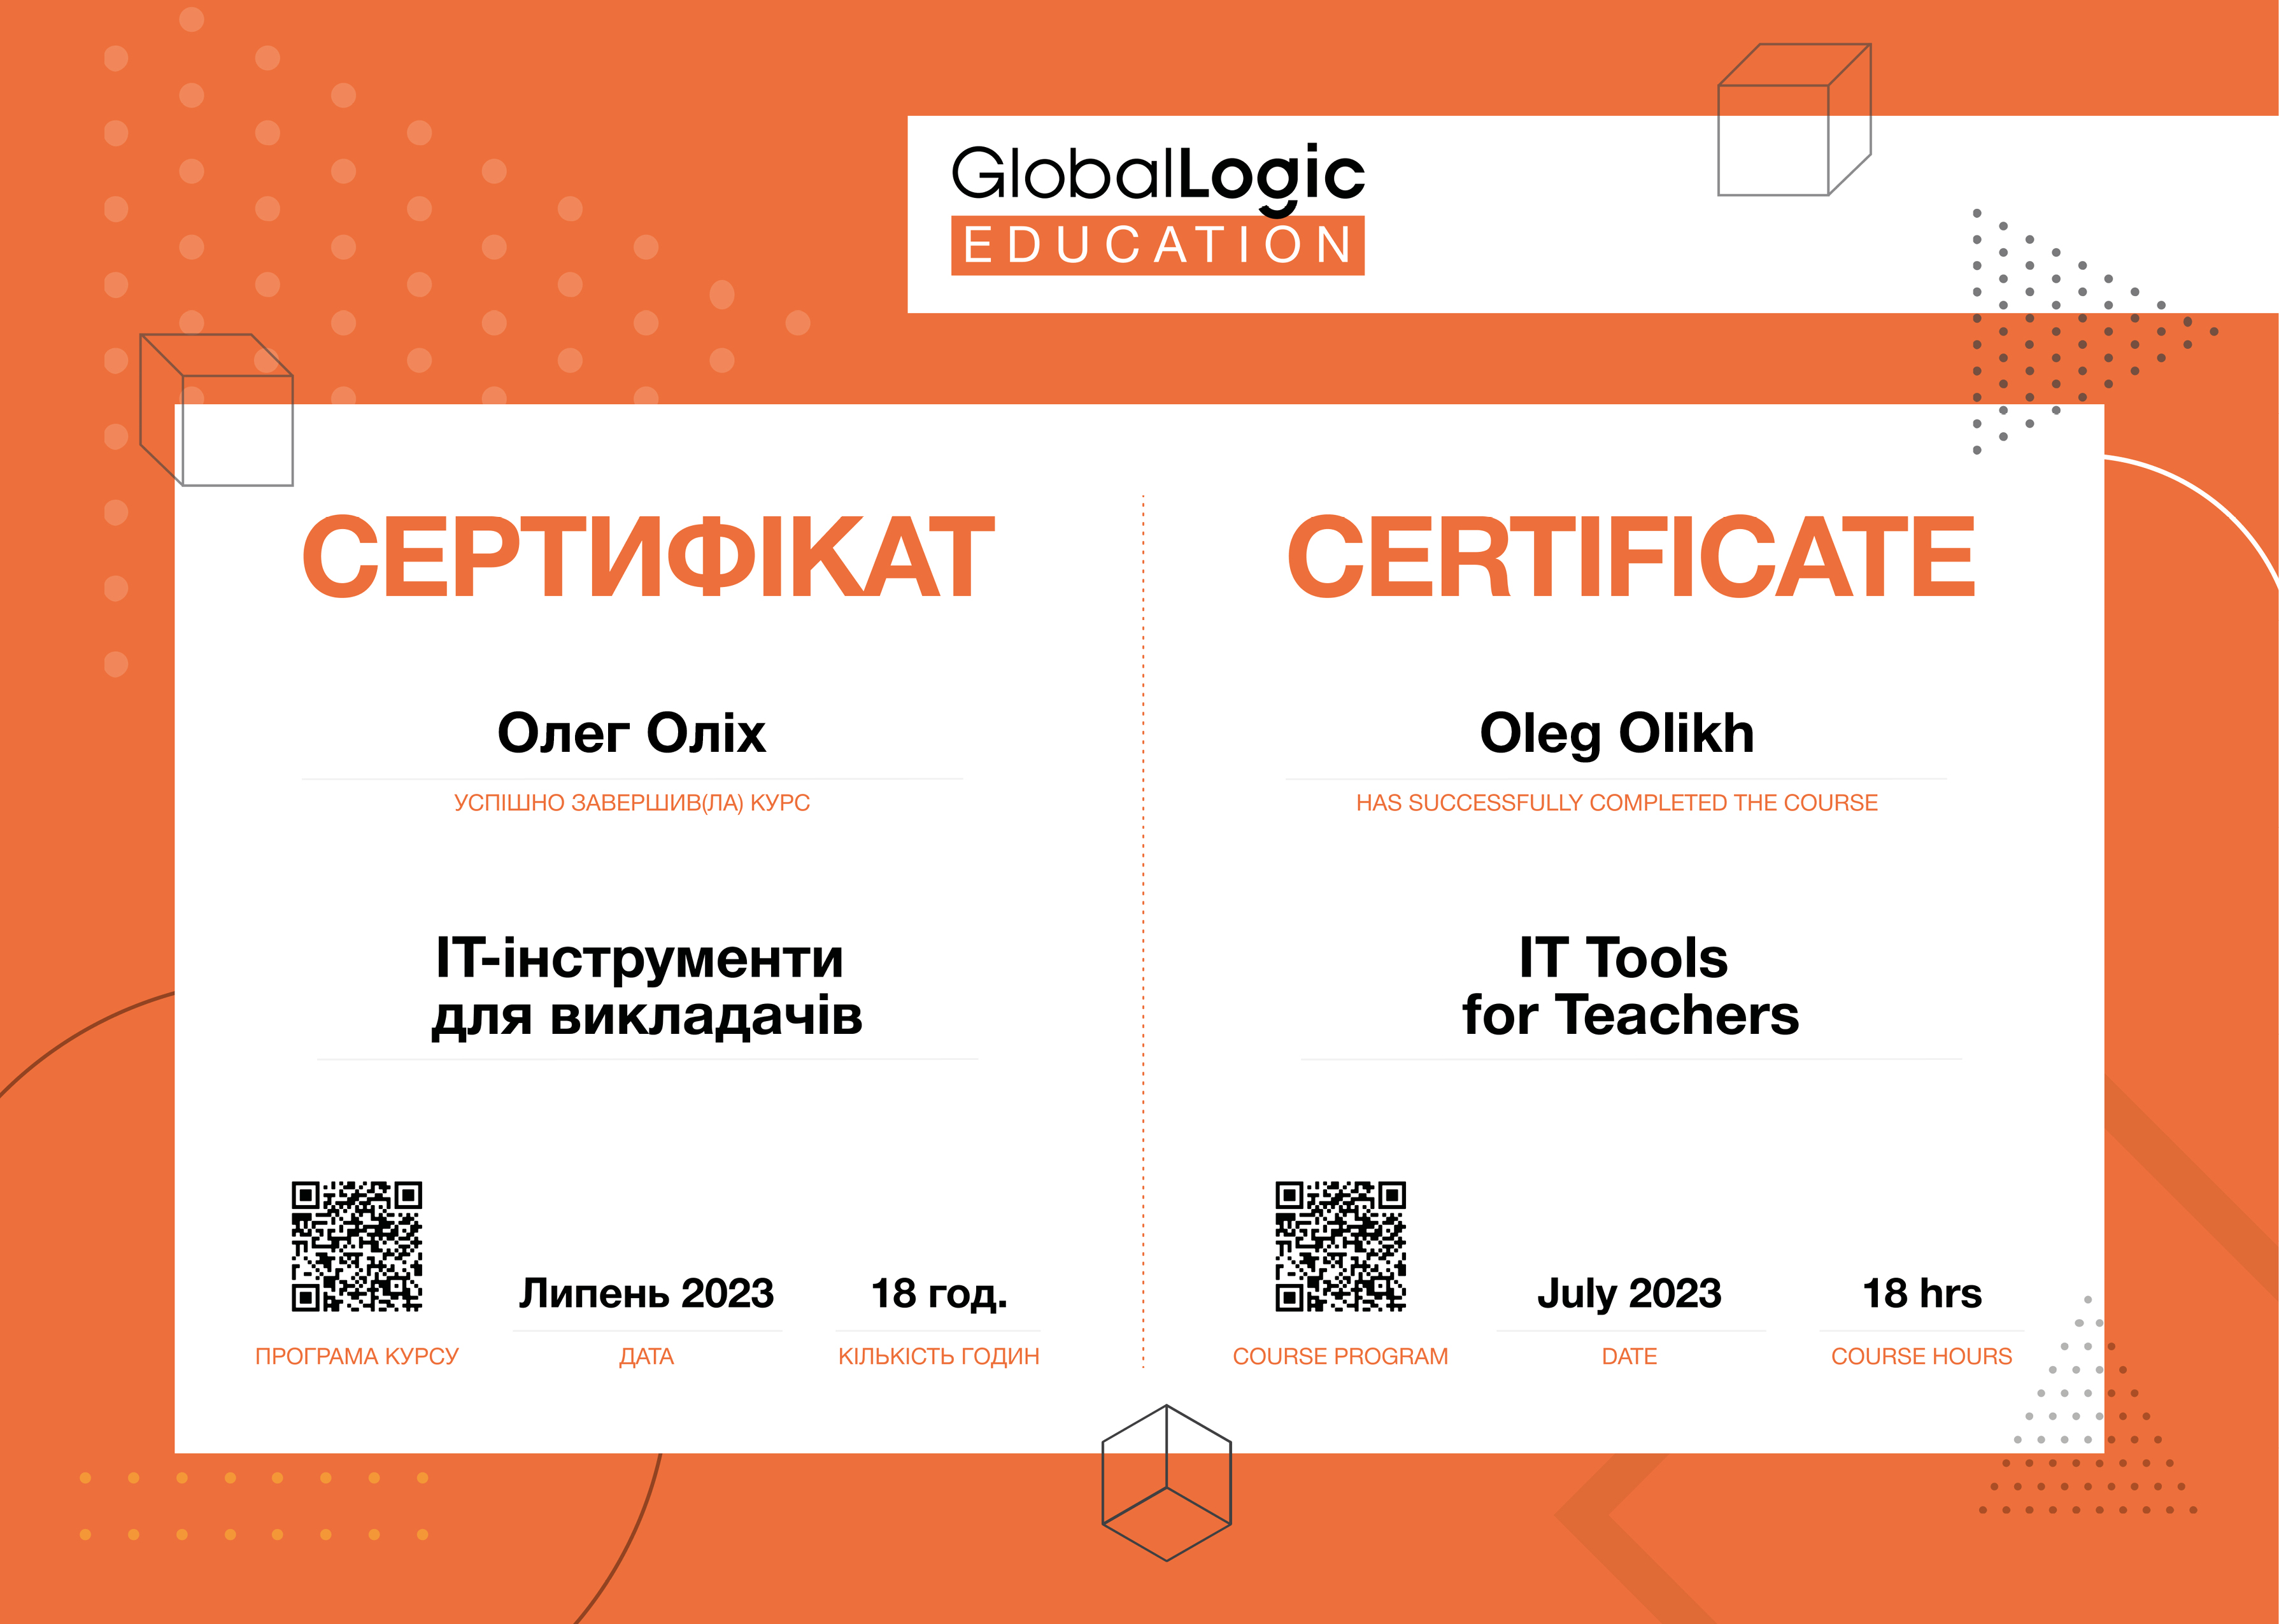 GlobalLogic
EDUCATION
СЕРТИФІКАТ
Олег Оліх
УСПІШНО ЗАВЕРШИВ(ЛА) КУРС
ІТ-інструменти
для викладачів
Липень 2023
18 год.
ПРОГРАМА КУРСУ
ДАТА
КІЛЬКІСТЬ ГОДИН
CERTIFICATE
Oleg Olikh
HAS SUCCESSFULLY COMPLETED THE COURSE
IT Tools
for Teachers
July 2023
18 hrs
COURSE PROGRAM
DATE
COURSE HOURS